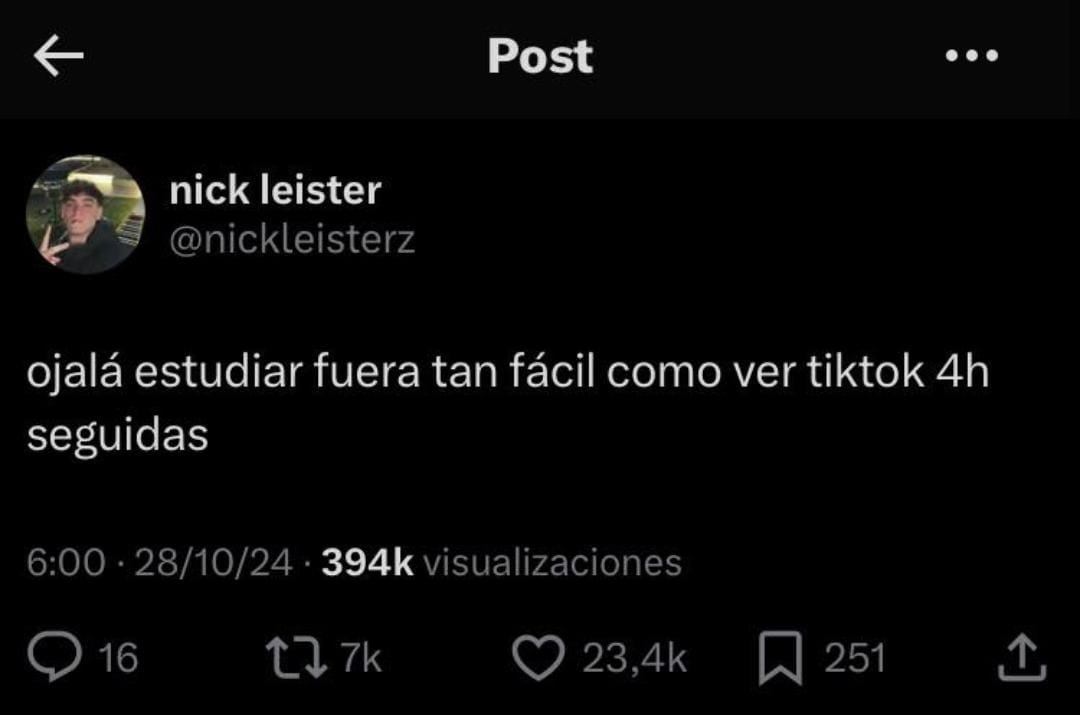 Post
nick leister
@nickleisterz
ojalá estudiar fuera tan fácil como ver tiktok 4h
seguidas
6:00 · 28/10/24 · 394k visualizaciones
16 7k 23,4k 251